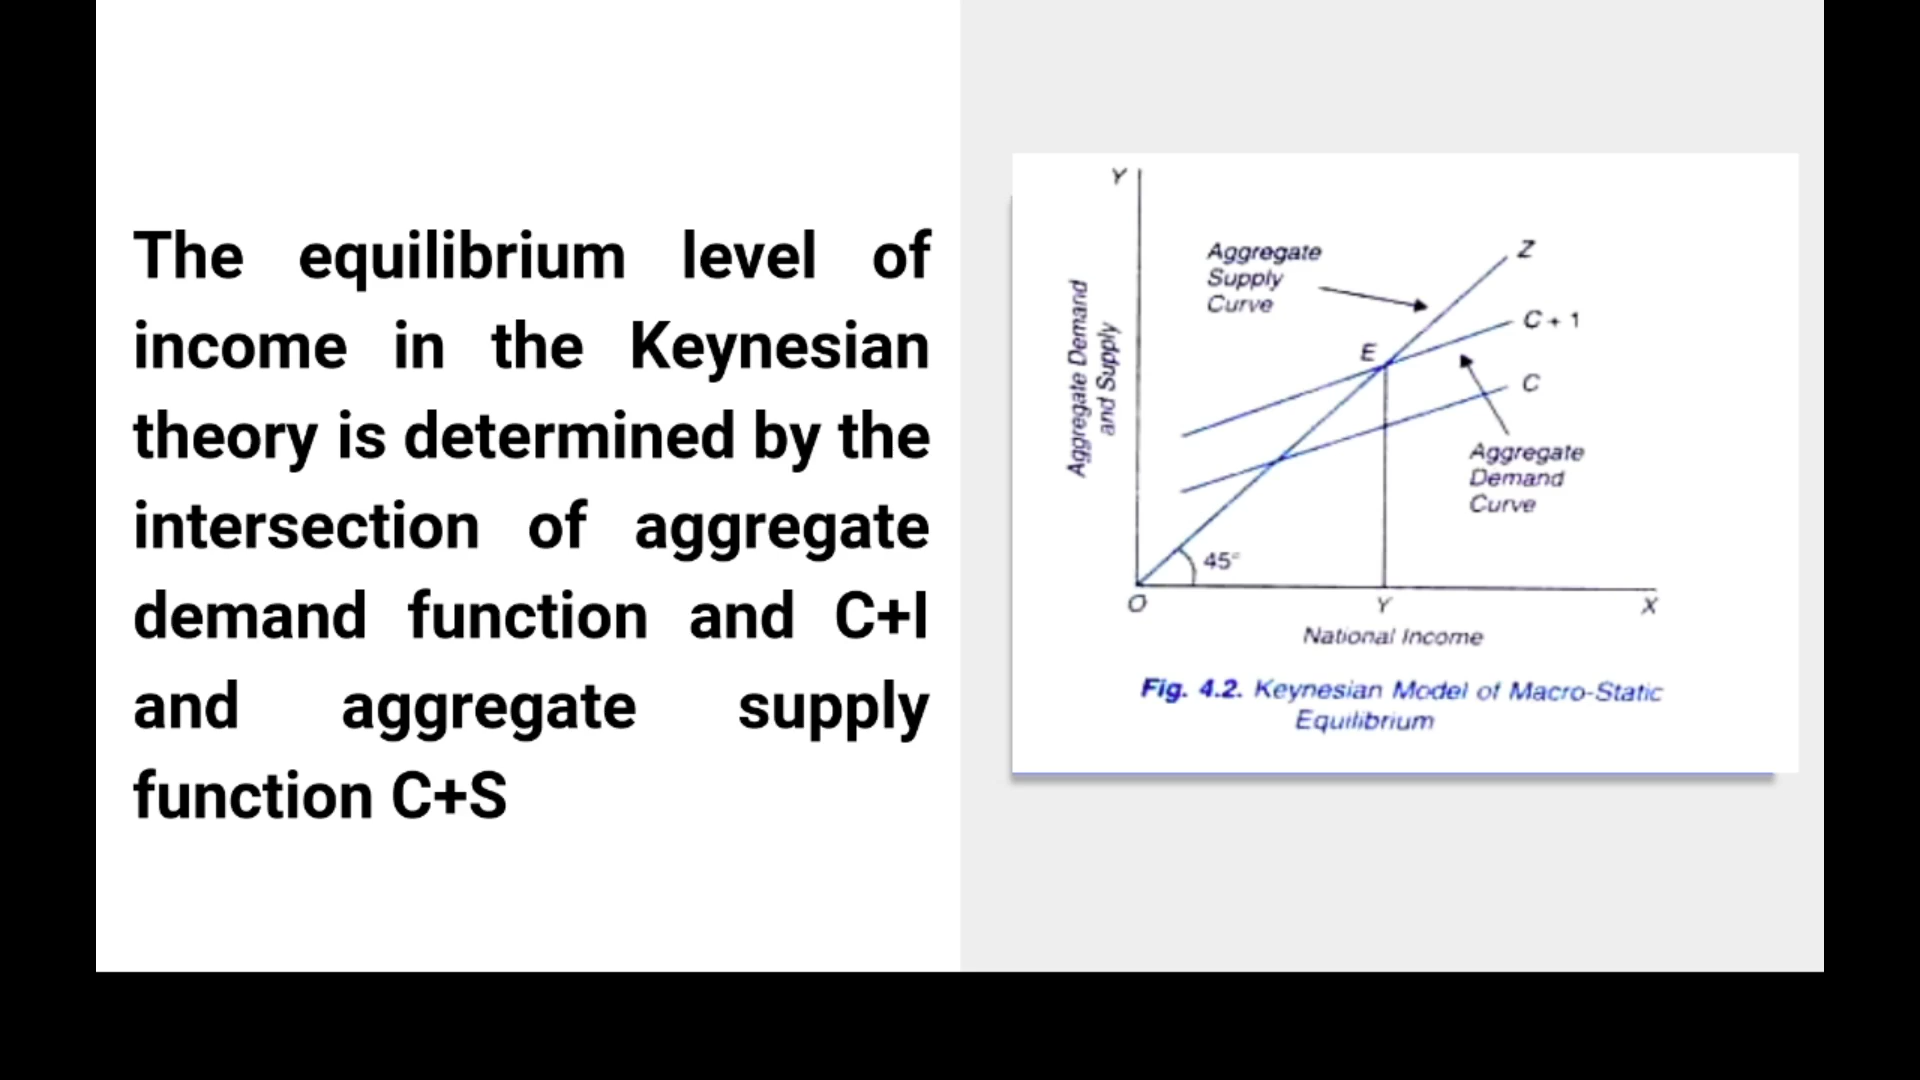 The equilibrium level of
income in the Keynesian
theory is determined by the
intersection of aggregate
demand function and C+I
and aggregate supply
function C+S
Y
Aggregate Demand
and Supply
Aggregate
Supply
Curve
Z
C + 1
E
C
Aggregate
Demand
Curve
45°
O
Y
X
National Income
Fig. 4.2. Keynesian Model of Macro-Static
Equilibrium